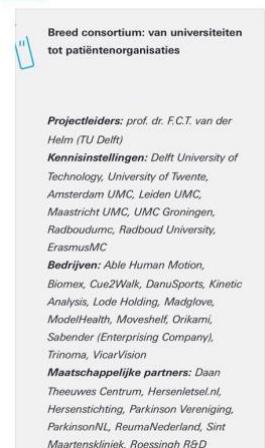 Breed consortium: van universiteiten
tot patiëntenorganisaties
Projectleiders: prof. dr. F.C.T. van der
Helm (TU Delft)
Kennisinstellingen: Delft University of
Technology, University of Twente,
Amsterdam UMC, Leiden UMC,
Maastricht UMC, UMC Groningen,
Radboudumc, Radboud University,
ErasmusMC
Bedrijven: Able Human Motion,
Biomex, Cue2Walk, DanuSports, Kinetic
Analysis, Lode Holding, Madglove,
ModelHealth, Moveshelf, Orikami,
Sabender (Enterprising Company),
Trinoma, VicarVision
Maatschappelijke partners: Daan
Theeuwes Centrum, Hersenletsel.nl,
Hersenstichting, Parkinson Vereniging,
ParkinsonNL, ReumaNederland, Sint
Maartenskliniek, Roessingh R&D